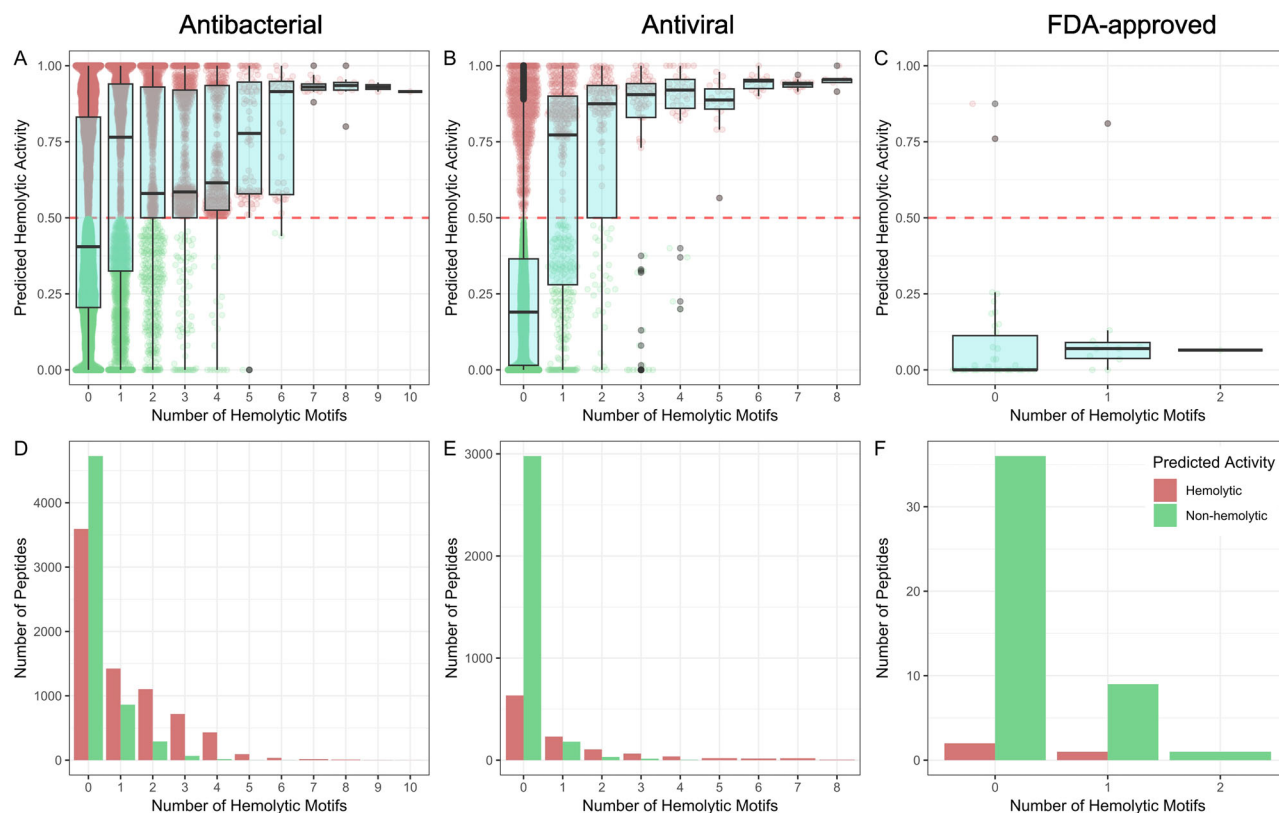 Antibacterial
Antiviral
FDA-approved
A
Predicted Hemolytic Activity
1.00
0.75
0.50
0.25
0.00
0 1 2 3 4 5 6 7 8 9 10
Number of Hemolytic Motifs
B
Predicted Hemolytic Activity
1.00
0.75
0.50
0.25
0.00
0 1 2 3 4 5 6 7 8
Number of Hemolytic Motifs
C
Predicted Hemolytic Activity
1.00
0.75
0.50
0.25
0.00
0 1 2
Number of Hemolytic Motifs
D
Number of Peptides
4000
3000
2000
1000
0
0 1 2 3 4 5 6 7 8 9 10
Number of Hemolytic Motifs
E
Number of Peptides
3000
2000
1000
0
0 1 2 3 4 5 6 7 8
Number of Hemolytic Motifs
F
Number of Peptides
30
20
10
0
0 1 2
Number of Hemolytic Motifs
Predicted Activity
Hemolytic
Non-hemolytic